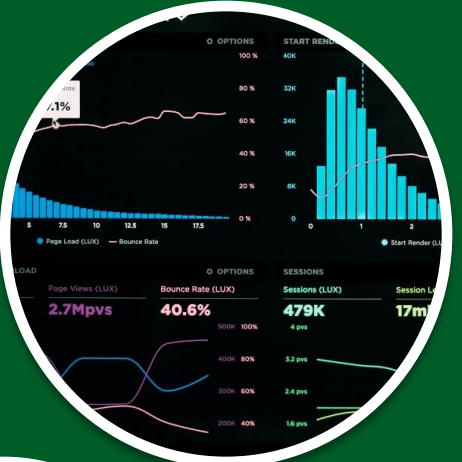 OPTIONS
START RENDE
100 %
80 %
60 %
40 %
20 %
0 %
40K
32K
24K
16K
8K
0
.1%
5 7.5 10 12.5 15 17.5
0 1 2
Page Load (LUX) Bounce Rate
Start Render (L
LOAD
OPTIONS
SESSIONS
Page Views (LUX)
2.7Mpvs
Bounce Rate (LUX)
40.6%
Sessions (LUX)
479K
Session Le
17m
500K 100%
400K 80%
300K 60%
200K 40%
4 pvs
3.2 pvs
2.4 pvs
1.6 pvs